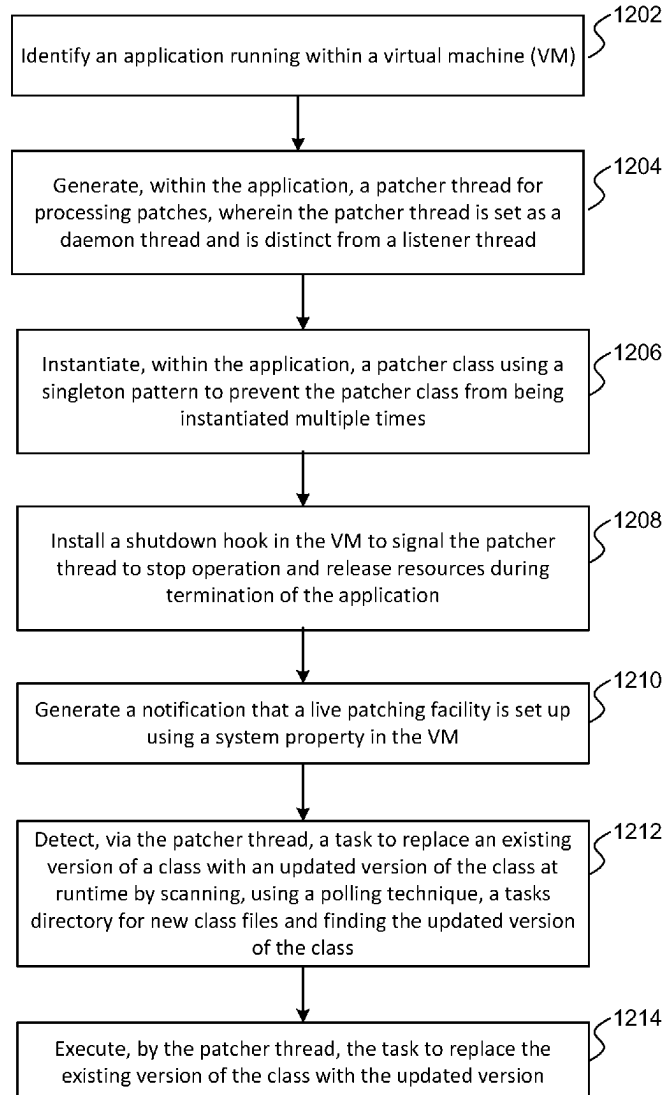 1202
Identify an application running within a virtual machine (VM)
1204
Generate, within the application, a patcher thread for
processing patches, wherein the patcher thread is set as a
daemon thread and is distinct from a listener thread
1206
Instantiate, within the application, a patcher class using a
singleton pattern to prevent the patcher class from being
instantiated multiple times
1208
Install a shutdown hook in the VM to signal the patcher
thread to stop operation and release resources during
termination of the application
1210
Generate a notification that a live patching facility is set up
using a system property in the VM
1212
Detect, via the patcher thread, a task to replace an existing
version of a class with an updated version of the class at
runtime by scanning, using a polling technique, a tasks
directory for new class files and finding the updated version
of the class
1214
Execute, by the patcher thread, the task to replace the
existing version of the class with the updated version